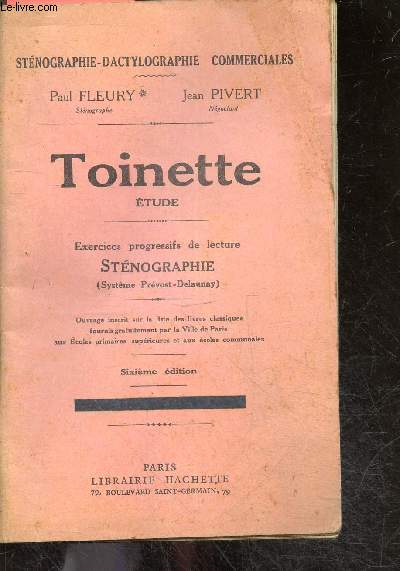 www.le-livre.com
STÉNOGRAPHIE-DACTYLOGRAPHIE COMMERCIALES
Paul FLEURY * Jean PIVERT
Sténographe Négociant
Toinette
ÉTUDE
Exercices progressifs de lecture
STÉNOGRAPHIE
(Système Prévost-Delaunay)
Ouvrage inscrit sur la liste des livres classiques
fournis gratuitement par la Ville de Paris
aux Écoles primaires supérieures et aux écoles communales
Sixième édition
PARIS
LIBRAIRIE HACHETTE
79, BOULEVARD SAINT-GERMAIN, 79